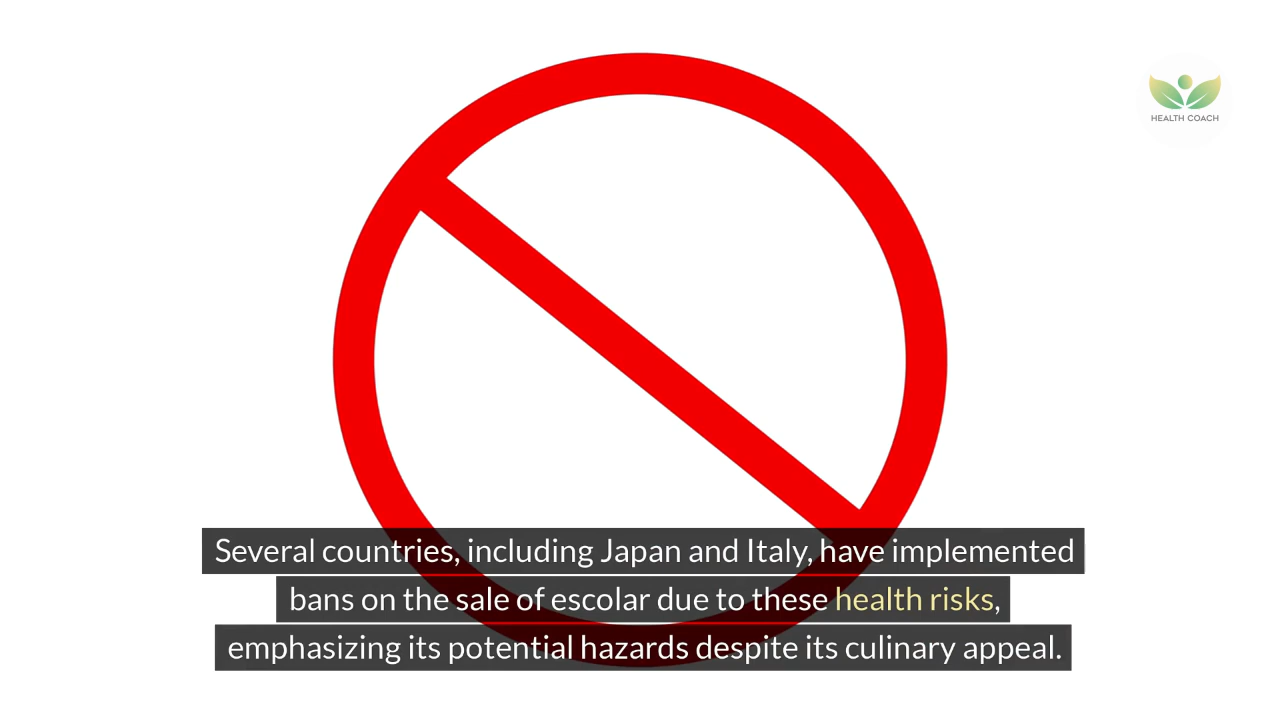 HEALTH COACH
Several countries, including Japan and Italy, have implemented
bans on the sale of escolar due to these health risks,
emphasizing its potential hazards despite its culinary appeal.